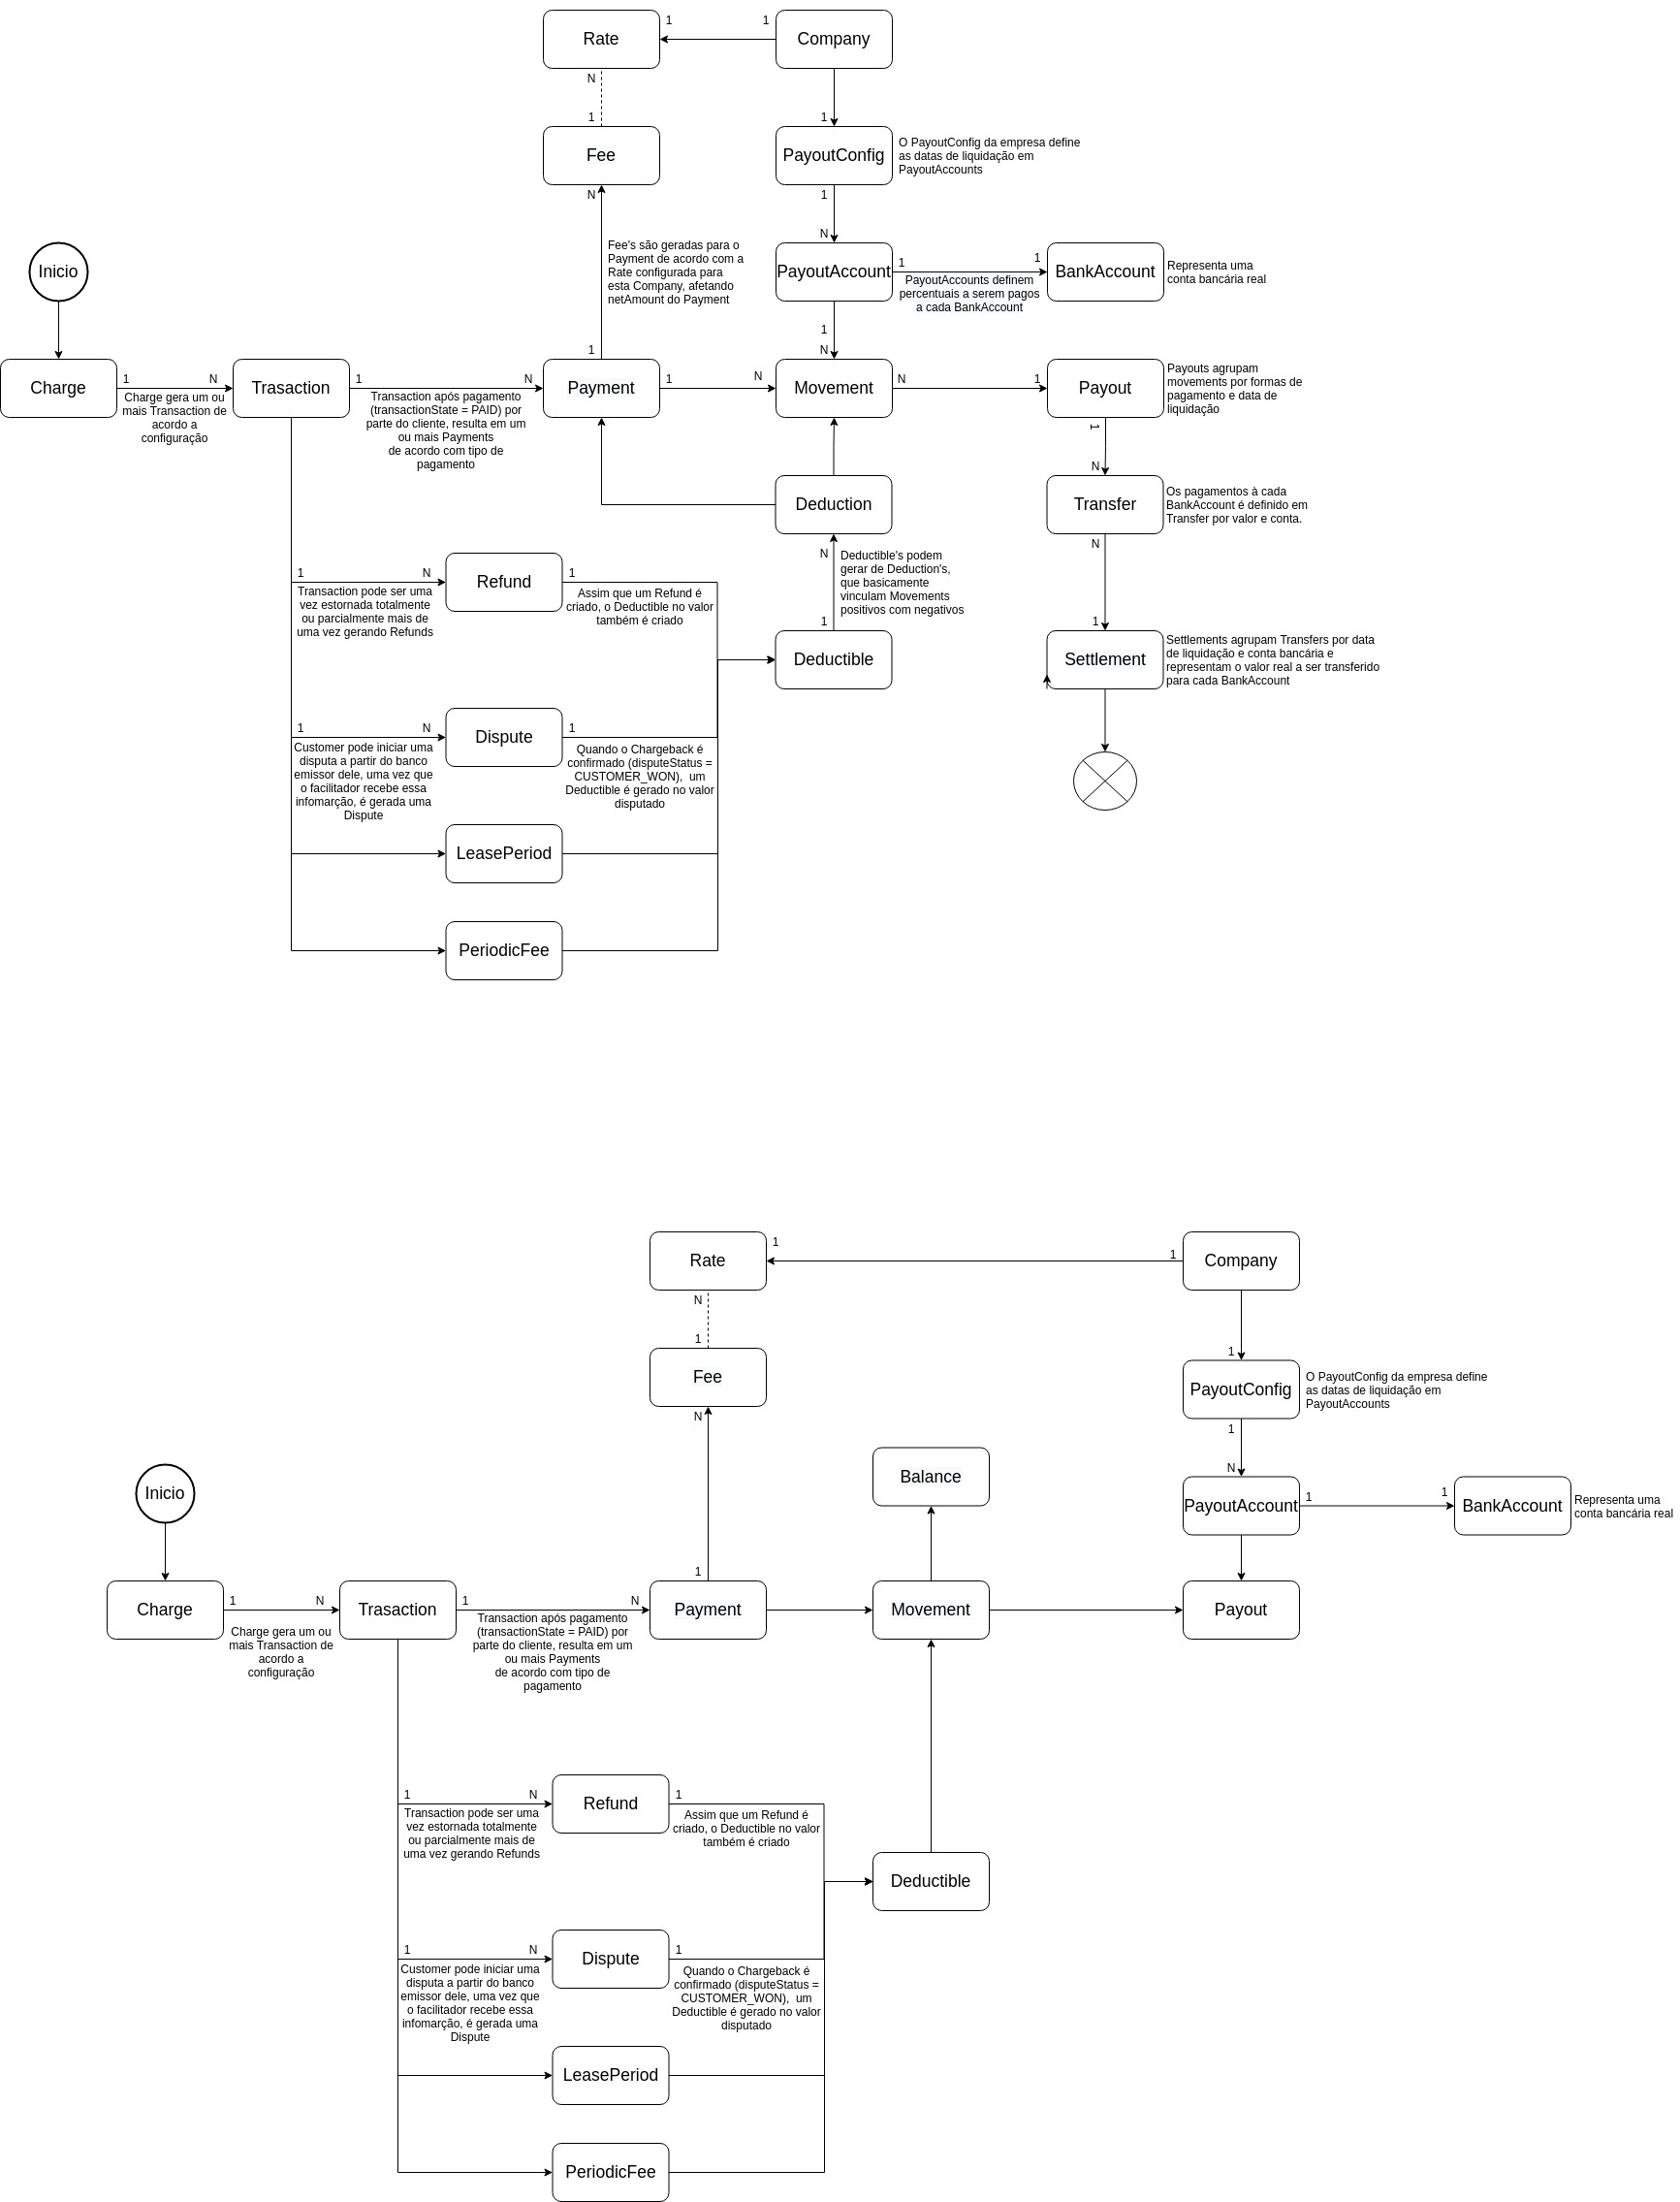 Rate
1
1
Company
N
1
1
Fee
PayoutConfig
O PayoutConfig da empresa define
as datas de liquidação em
PayoutAccounts
N
1
N
Inicio
Fee's são geradas para o
Payment de acordo com a
Rate configurada para
esta Company, afetando
netAmount do Payment
PayoutAccount
1
1
PayoutAccounts definem
percentuais a serem pagos
a cada BankAccount
BankAccount
Representa uma
conta bancária real
1
1
N
Charge
1
N
Charge gera um ou
mais Transaction de
acordo a
configuração
Trasaction
1
N
Transaction após pagamento
(transactionState = PAID) por
parte do cliente, resulta em um
ou mais Payments
de acordo com tipo de
pagamento
Payment
1
N
Movement
N
1
Payout
Payouts agrupam
movements por formas de
pagamento e data de
liquidação
1
N
Deduction
Transfer
Os pagamentos à cada
BankAccount é definido em
Transfer por valor e conta.
N
Deductible's podem
gerar de Deduction's,
que basicamente
vinculam Movements
positivos com negativos
1
N
1
1
N
Transaction pode ser uma
vez estornada totalmente
ou parcialmente mais de
uma vez gerando Refunds
Refund
1
Assim que um Refund é
criado, o Deductible no valor
também é criado
Deductible
Settlement
Settlements agrupam Transfers por data
de liquidação e conta bancária e
representam o valor real a ser transferido
para cada BankAccount
1
N
Customer pode iniciar uma
disputa a partir do banco
emissor dele, uma vez que
o facilitador recebe essa
infomarção, é gerada uma
Dispute
Dispute
1
Quando o Chargeback é
confirmado (disputeStatus =
CUSTOMER_WON),  um
Deductible é gerado no valor
disputado
LeasePeriod
PeriodicFee
Rate
1
1
Company
N
1
1
Fee
PayoutConfig
O PayoutConfig da empresa define
as datas de liquidação em
PayoutAccounts
N
1
N
Inicio
Balance
PayoutAccount
1
1
BankAccount
Representa uma
conta bancária real
1
Charge
1
N
Charge gera um ou
mais Transaction de
acordo a
configuração
Trasaction
1
N
Transaction após pagamento
(transactionState = PAID) por
parte do cliente, resulta em um
ou mais Payments
de acordo com tipo de
pagamento
Payment
Movement
Payout
1
N
Transaction pode ser uma
vez estornada totalmente
ou parcialmente mais de
uma vez gerando Refunds
Refund
1
Assim que um Refund é
criado, o Deductible no valor
também é criado
Deductible
1
N
Customer pode iniciar uma
disputa a partir do banco
emissor dele, uma vez que
o facilitador recebe essa
infomarção, é gerada uma
Dispute
Dispute
1
Quando o Chargeback é
confirmado (disputeStatus =
CUSTOMER_WON),  um
Deductible é gerado no valor
disputado
LeasePeriod
PeriodicFee